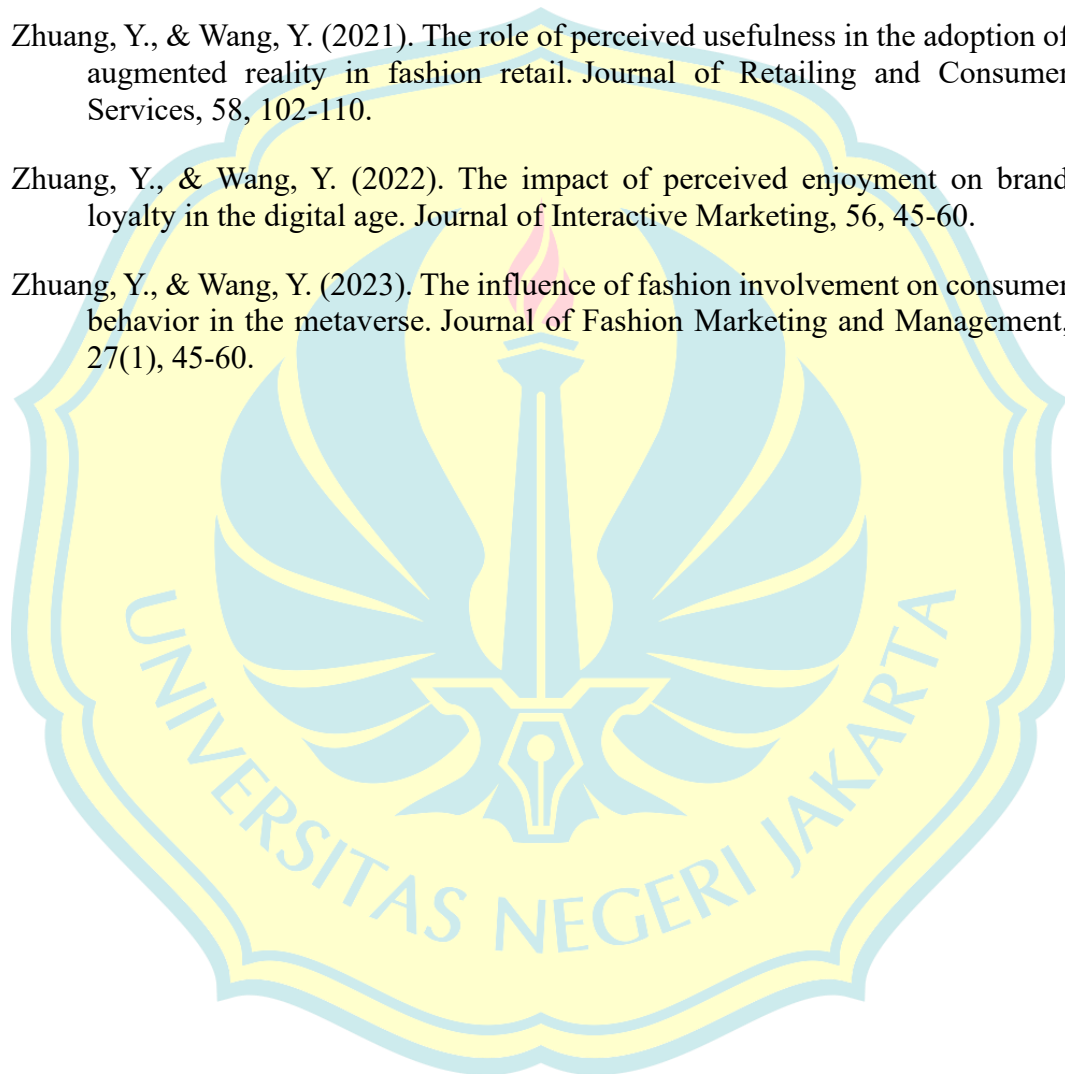 Zhuang, Y., & Wang, Y. (2021). The role of perceived usefulness in the adoption of
augmented reality in fashion retail. Journal of Retailing and Consumer
Services, 58, 102-110.
Zhuang, Y., & Wang, Y. (2022). The impact of perceived enjoyment on brand
loyalty in the digital age. Journal of Interactive Marketing, 56, 45-60.
Zhuang, Y., & Wang, Y. (2023). The influence of fashion involvement on consumer
behavior in the metaverse. Journal of Fashion Marketing and Management,
27(1), 45-60.
UNIVERSITAS NEGERI JAKARTA